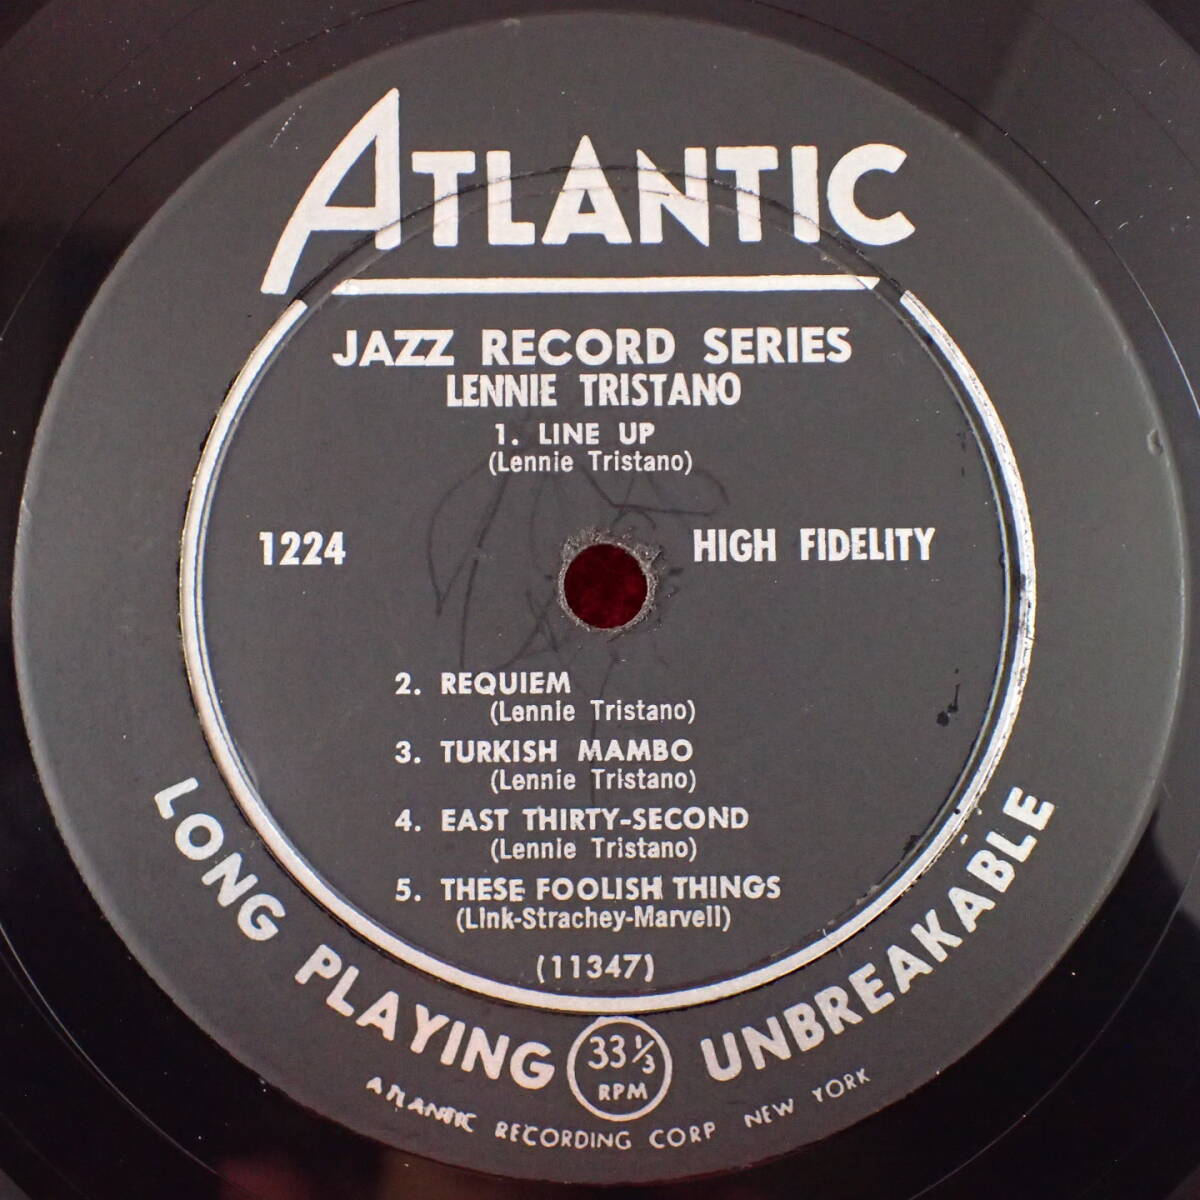 ATLANTIC
JAZZ RECORD SERIES
LENNIE TRISTANO
1. LINE UP
(Lennie Tristano)
1224
HIGH FIDELITY
2. REQUIEM
(Lennie Tristano)
3. TURKISH MAMBO
(Lennie Tristano)
4. EAST THIRTY-SECOND
(Lennie Tristano)
5. THESE FOOLISH THINGS
(Link-Strachey-Marvell)
(11347)
LONG PLAYING
33 1/3
RPM
UNBREAKABLE
ATLANTIC RECORDING CORP NEW YORK